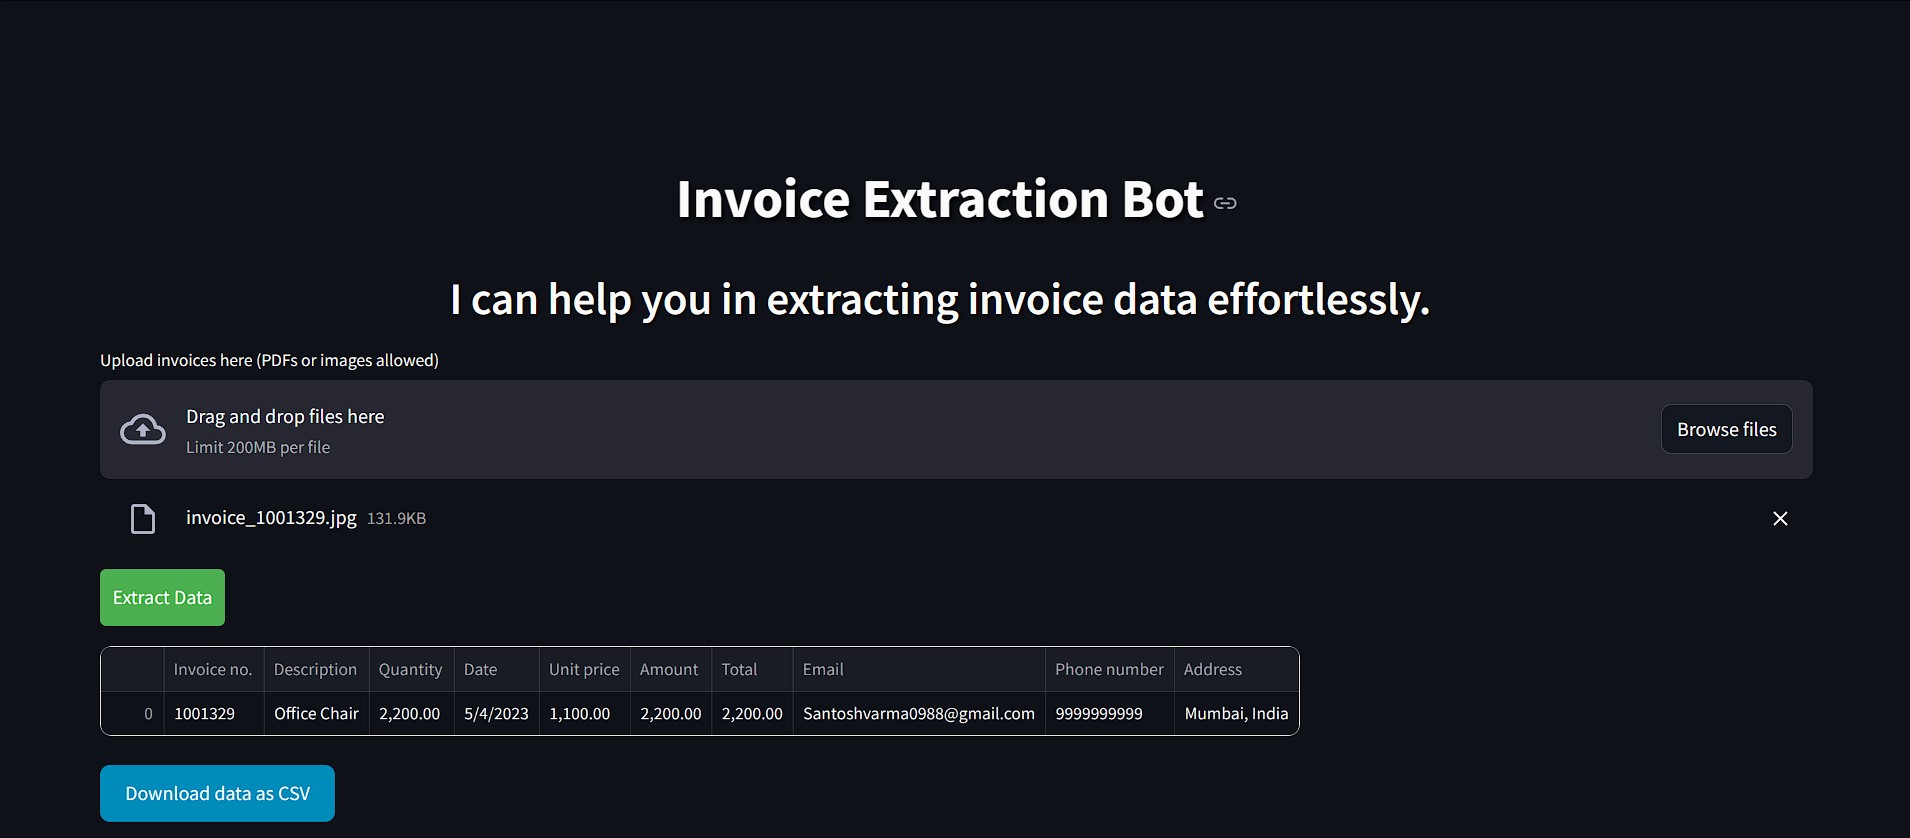 Invoice Extraction Bot
I can help you in extracting invoice data effortlessly.
Upload invoices here (PDFs or images allowed)
Drag and drop files here
Limit 200MB per file
Browse files
invoice_1001329.jpg 131.9KB
Extract Data
Invoice no. Description Quantity Date Unit price Amount Total Email Phone number Address
0 1001329 Office Chair 2,200.00 5/4/2023 1,100.00 2,200.00 2,200.00 Santoshvarma0988@gmail.com 9999999999 Mumbai, India
Download data as CSV